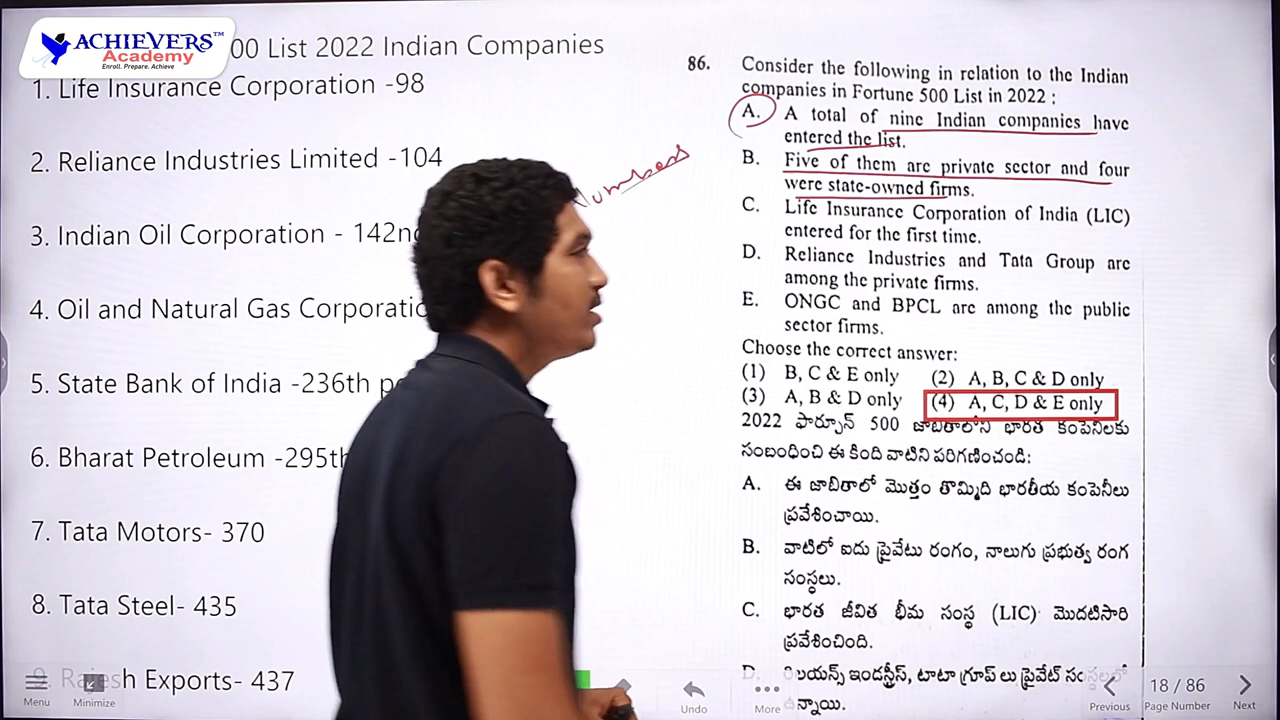 ACHIEVERS™
Academy
Enroll. Prepare. Achieve
00 List 2022 Indian Companies
1. Life Insurance Corporation -98
2. Reliance Industries Limited -104
3. Indian Oil Corporation - 142n
4. Oil and Natural Gas Corporatio
5. State Bank of India -236th p
6. Bharat Petroleum -295th
7. Tata Motors- 370
8. Tata Steel- 435
9. Rajesh Exports- 437
Numbers
86. Consider the following in relation to the Indian
companies in Fortune 500 List in 2022 :
A. A total of nine Indian companies have
entered the list.
B. Five of them are private sector and four
were state-owned firms.
C. Life Insurance Corporation of India (LIC)
entered for the first time.
D. Reliance Industries and Tata Group are
among the private firms.
E. ONGC and BPCL are among the public
sector firms.
Choose the correct answer:
(1) B, C & E only (2) A, B, C & D only
(3) A, B & D only (4) A, C, D & E only
2022 ఫార్చూన్ 500 జాబితాలోని భారత కంపెనీలకు
సంబంధించి ఈ కింది వాటిని పరిగణించండి:
A. ఈ జాబితాలో మొత్తం తొమ్మిది భారతీయ కంపెనీలు
ప్రవేశించాయి.
B. వాటిలో ఐదు ప్రైవేటు రంగం, నాలుగు ప్రభుత్వ రంగ
సంస్థలు.
C. భారత జీవిత భీమ సంస్థ (LIC) మొదటిసారి
ప్రవేశించింది.
D. రిలయన్స్ ఇండస్ట్రీస్, టాటా గ్రూప్ లు ప్రైవేట్ సంస్థలలో
ఉన్నాయి.
Menu
Minimize
Undo
More
Previous
18 / 86
Page Number
Next